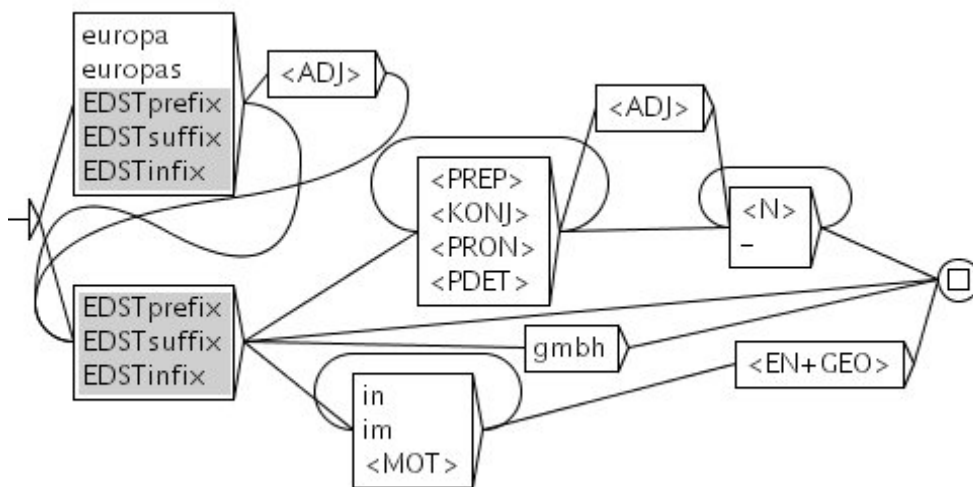 europa
europas
EDSTprefix
EDSTsuffix
EDSTinfix
<ADJ>
<ADJ>
<PREP>
<KONJ>
<PRON>
<PDET>
<N>
–
EDSTprefix
EDSTsuffix
EDSTinfix
gmbh
<EN+GEO>
in
im
<MOT>